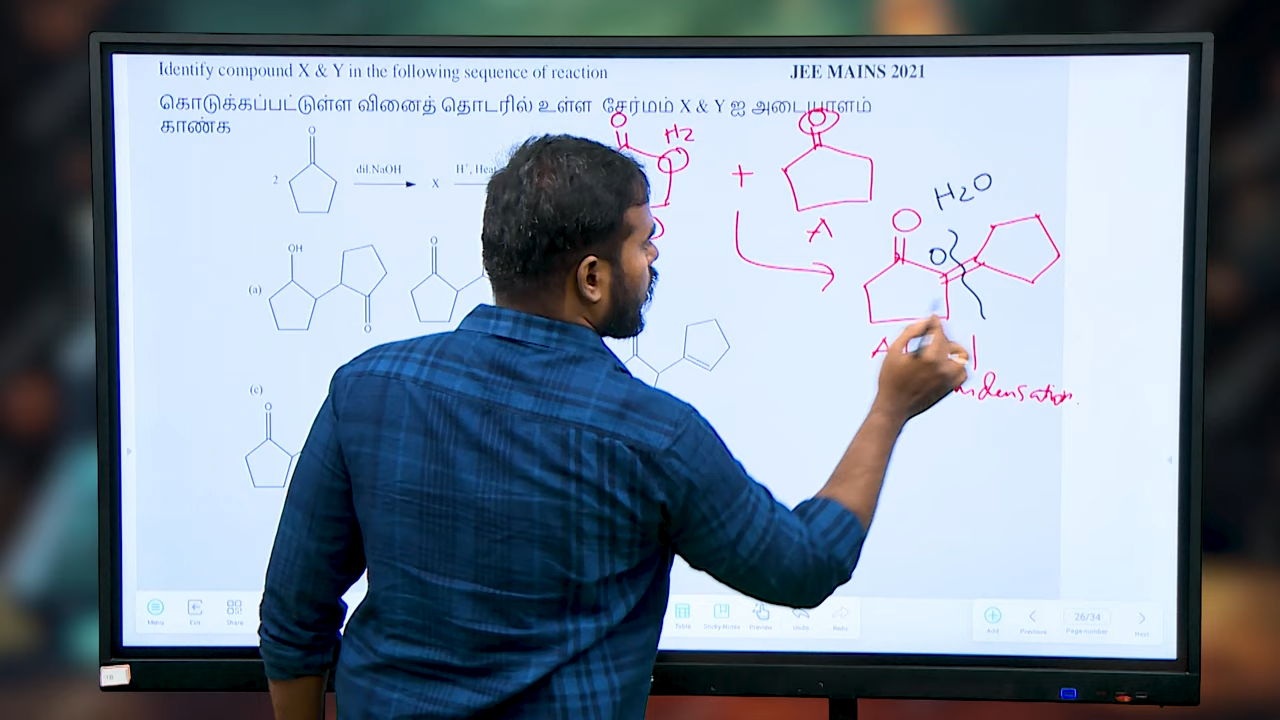 Identify compound X & Y in the following sequence of reaction
JEE MAINS 2021
கொடுக்கப்பட்டுள்ள வினைத் தொடரில் உள்ள சேர்மம் X & Y ஐ அடையாளம்
காண்க
O
2
dil.NaOH
X
H⁺, Heat
O
H2
+
O
A
H2O
O
O
OH
(a)
O
O
(c)
O
Menu
Exit
Share
Table
Sticky Notes
Preview
Undo
Redo
Add
Previous
26/34
Page number
Next